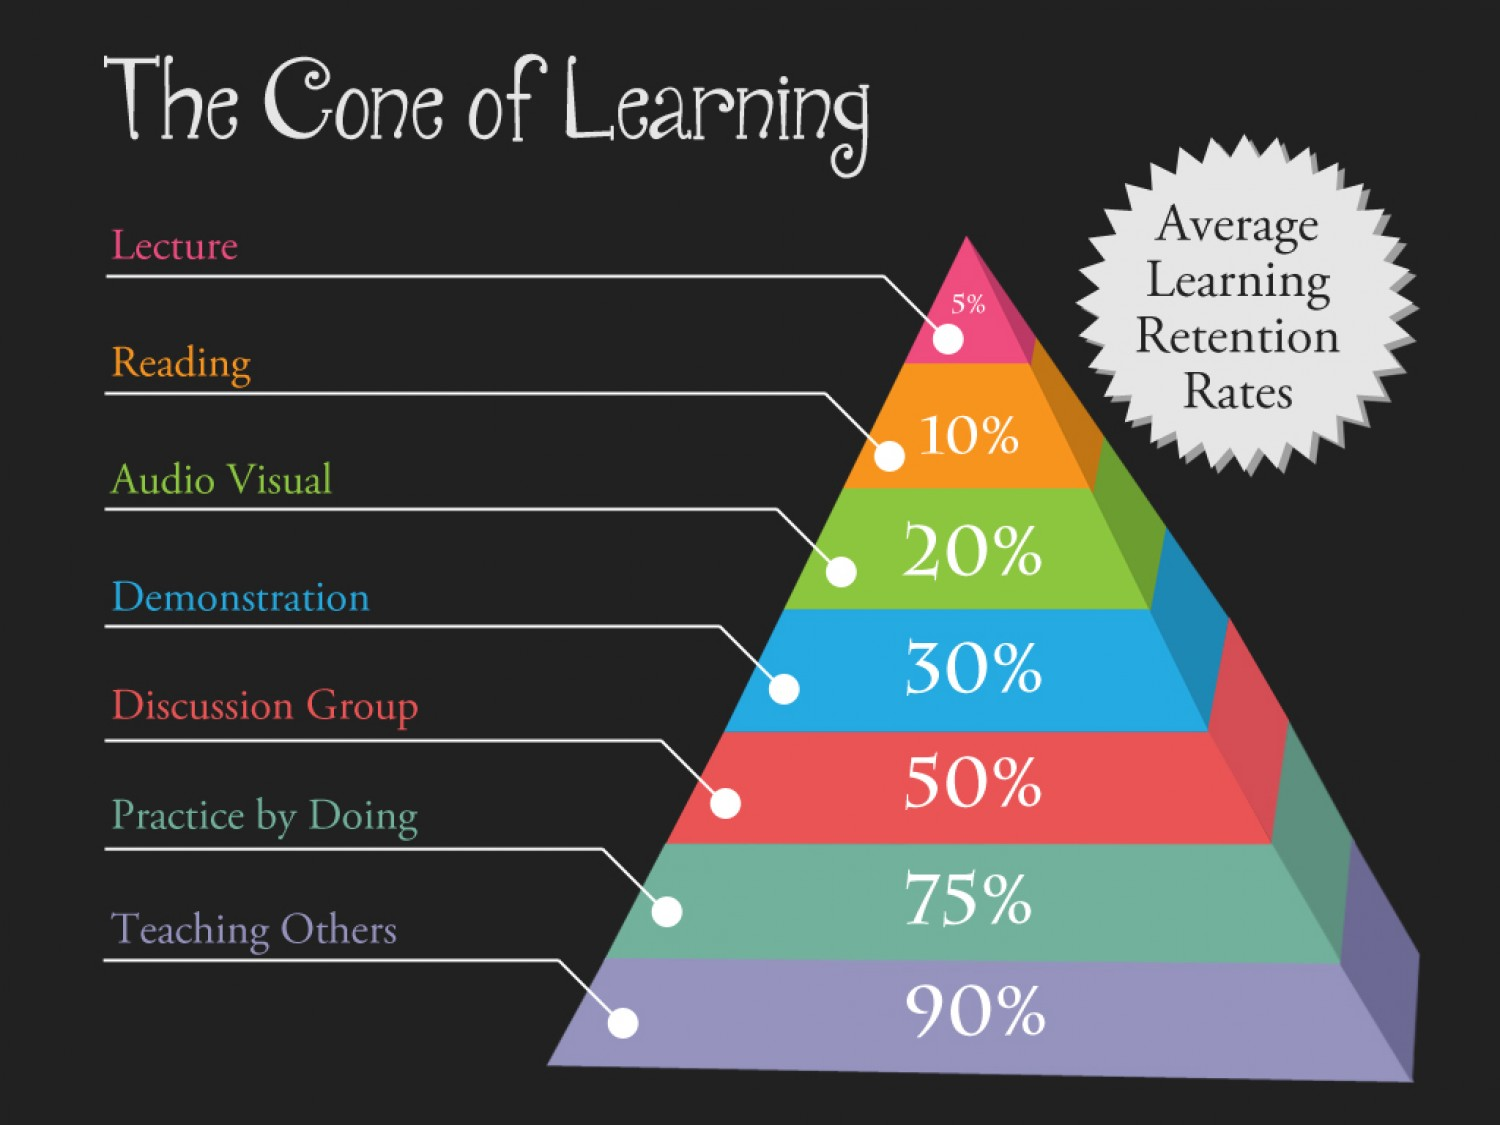 The Cone of Learning
Average
Learning
Retention
Rates
Lecture
5%
Reading
10%
Audio Visual
20%
Demonstration
30%
Discussion Group
50%
Practice by Doing
75%
Teaching Others
90%